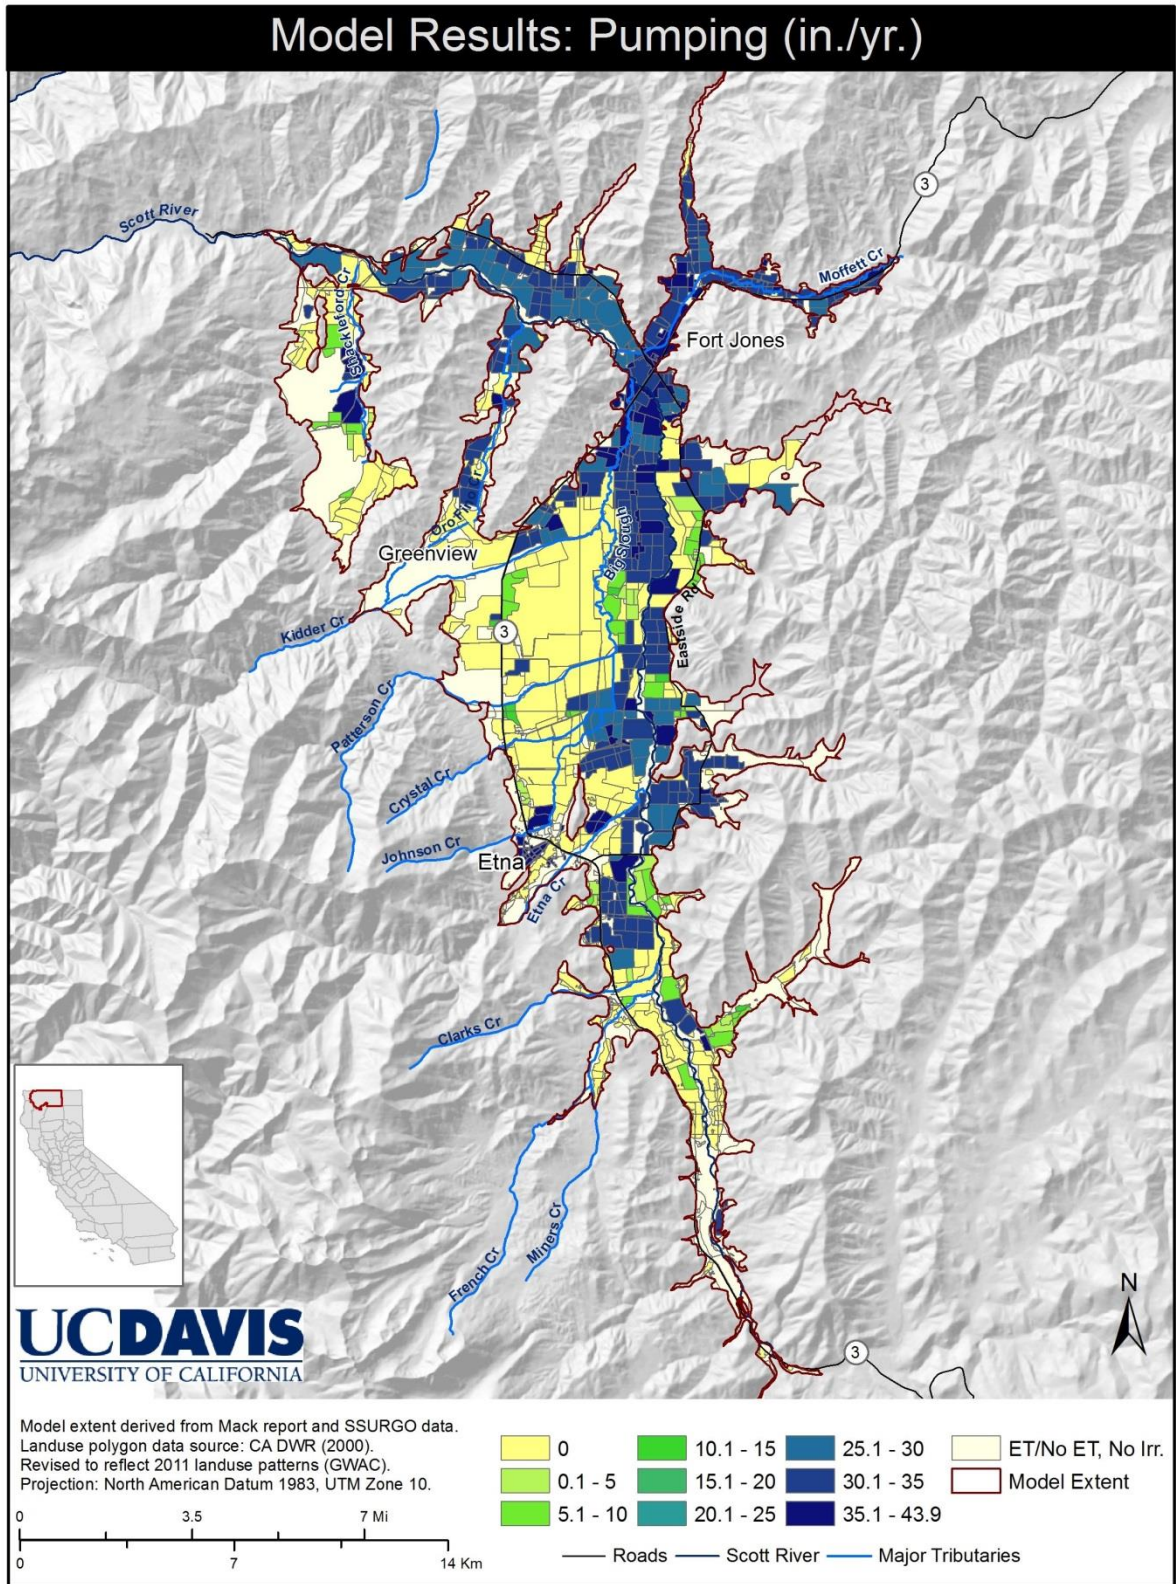 Model Results: Pumping (in./yr.)
3
Scott River
Moffett Cr
Shackleford Cr
Fort Jones
Oro Fino Cr
Big Slough
Greenview
Eastside Rd
Kidder Cr
3
Patterson Cr
Crystal Cr
Johnson Cr
Etna
Etna Cr
Clarks Cr
French Cr
Miners Cr
N
3
UCDAVIS
UNIVERSITY OF CALIFORNIA
Model extent derived from Mack report and SSURGO data.
Landuse polygon data source: CA DWR (2000).
Revised to reflect 2011 landuse patterns (GWAC).
Projection: North American Datum 1983, UTM Zone 10.
0 3.5 7 Mi
0 7 14 Km
0 10.1 - 15 25.1 - 30 ET/No ET, No Irr.
0.1 - 5 15.1 - 20 30.1 - 35 Model Extent
5.1 - 10 20.1 - 25 35.1 - 43.9
Roads Scott River Major Tributaries